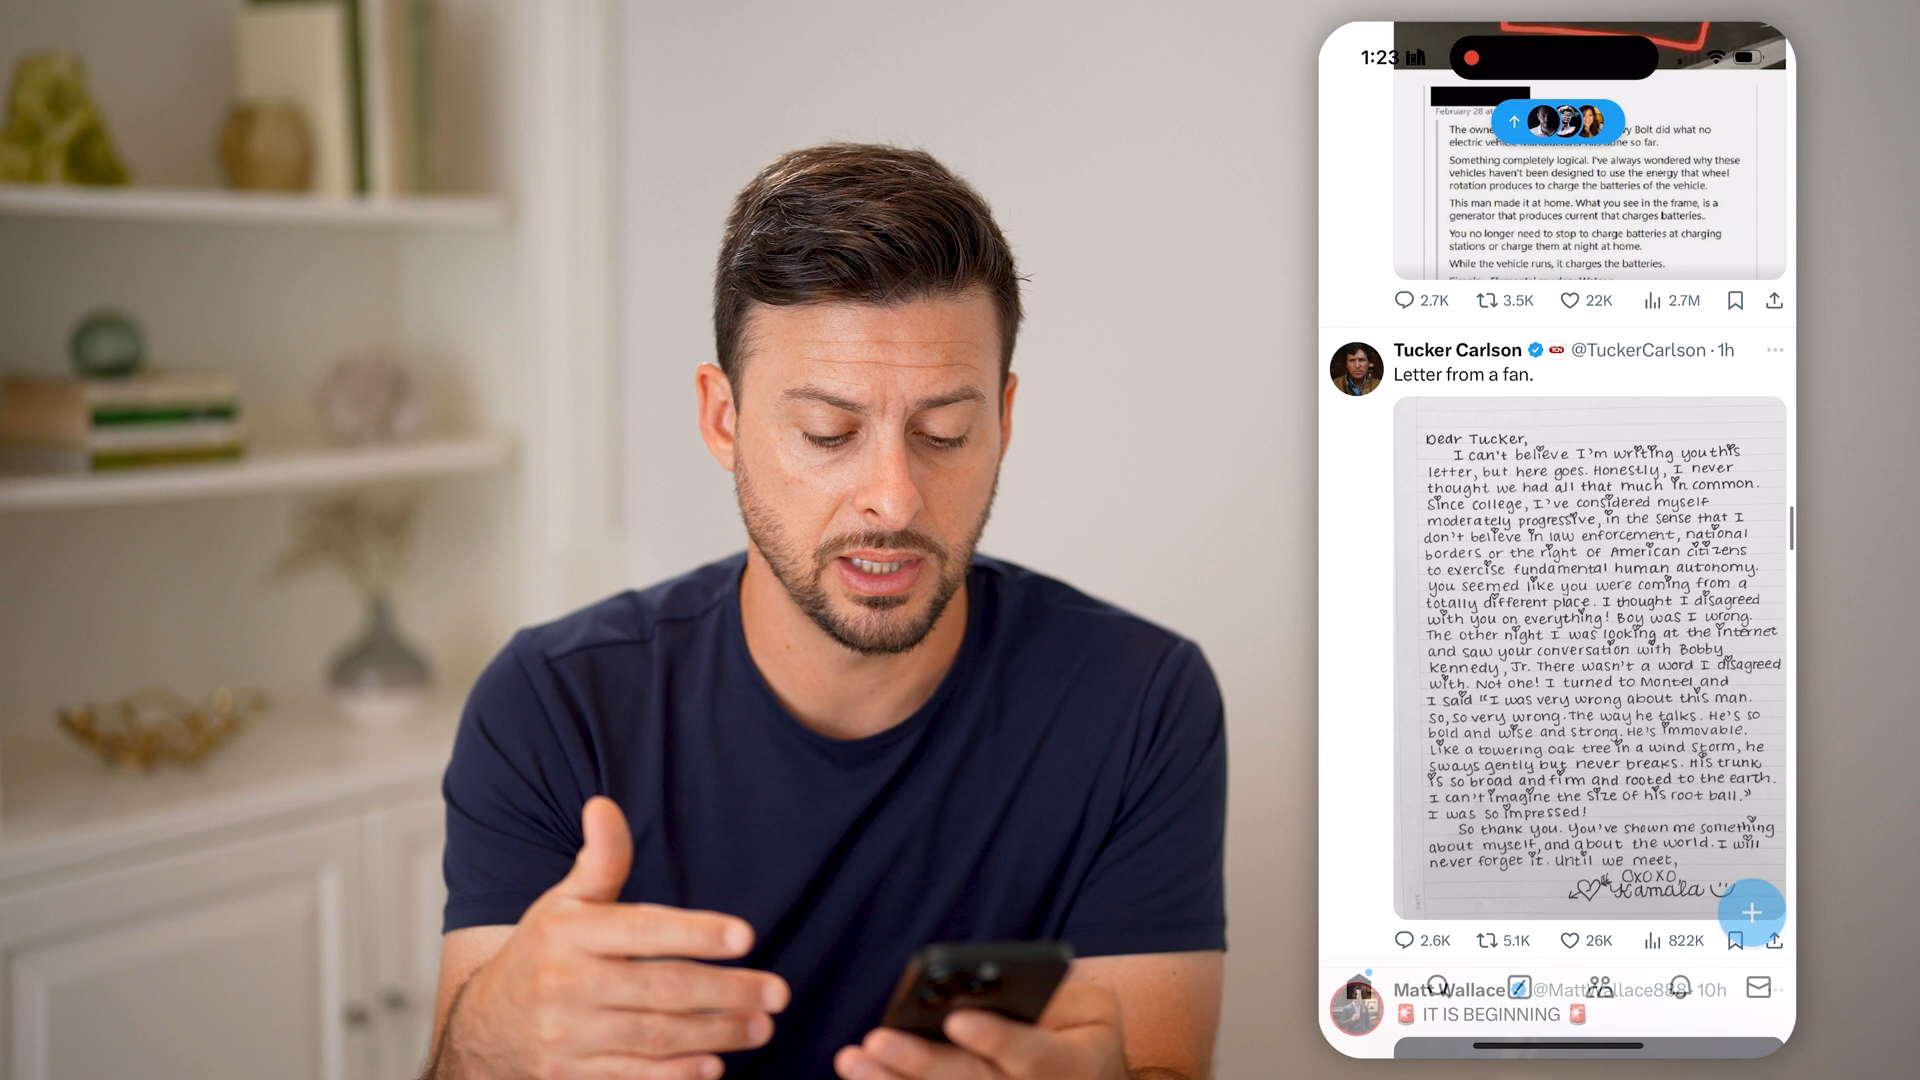 1:23
February 28 at
The owne vy Bolt did what no
electric one so far.
Something completely logical. I've always wondered why these
vehicles haven't been designed to use the energy that wheel
rotation produces to charge the batteries of the vehicle.
This man made it at home. What you see in the frame, is a
generator that produces current that charges batteries..
You no longer need to stop to charge batteries at charging
stations or charge them at night at home.
While the vehicle runs, it charges the batteries.
2.7K 3.5K 22K 2.7M
Tucker Carlson TCN @TuckerCarlson · 1h
Letter from a fan.
Dear Tucker,
I can't believe I'm writing you this
letter, but here goes. Honestly, I never
thought we had all that much in common.
Since college, I've considered myself
moderately progressive, in the sense that I
don't believe in law enforcement, national
borders or the right of American citizens
to exercise fundamental human autonomy.
You seemed like you were coming from a
totally different place. I thought I disagreed
with you on everything! Boy was I wrong.
The other night I was looking at the internet
and saw your conversation with Bobby
Kennedy, Jr. There wasn't a word I disagreed
with. Not one! I turned to Montel and
I said "I was very wrong about this man.
So, so very wrong. The way he talks. He's so
bold and wise and strong. He's immovable.
Like a towering oak tree in a wind storm, he
sways gently but never breaks. His trunk
is so broad and firm and rooted to the earth.
I can't imagine the size of his root ball."
I was so impressed!
So thank you. You've shown me something
about myself, and about the world. I will
never forget it. Until we meet,
OXOXO,
Kamala
2.6K 5.1K 26K 822K
Matt Wallace @MattWallace888 · 10h
IT IS BEGINNING